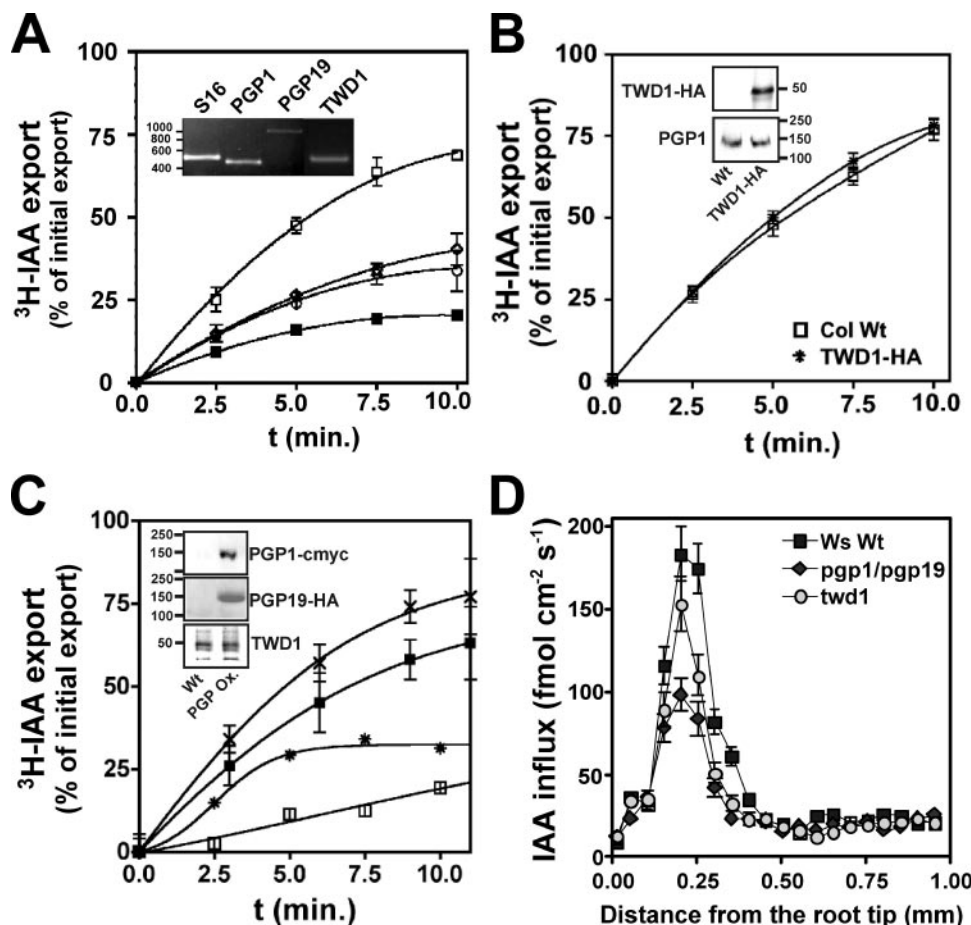 A
³H-IAA export
(% of initial export)
100
75
50
25
0
S16 PGP1 PGP19 TWD1
1000
800
600
400
0.0 2.5 5.0 7.5 10.0
t (min.)
B
³H-IAA export
(% of initial export)
100
75
50
25
0
TWD1-HA
50
PGP1
250
150
100
Wt TWD1-HA
Col Wt
TWD1-HA
0.0 2.5 5.0 7.5 10.0
t (min.)
C
³H-IAA export
(% of initial export)
100
75
50
25
0
250
150
PGP1-cmyc
250
150
100
PGP19-HA
50
TWD1
Wt PGP Ox.
0.0 2.5 5.0 7.5 10.0
t (min.)
D
IAA influx (fmol cm⁻² s⁻¹)
200
150
100
50
0
Ws Wt
pgp1/pgp19
twd1
0.00 0.25 0.50 0.75 1.00
Distance from the root tip (mm)